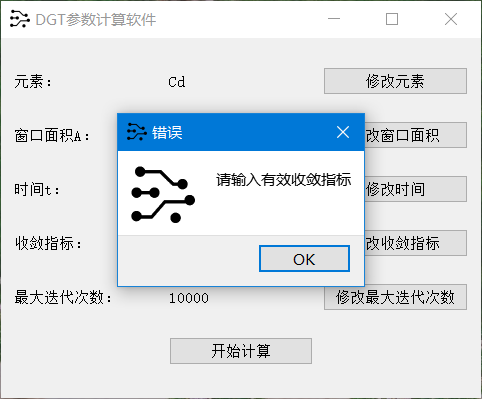 DGT参数计算软件
元素：
Cd
修改元素
错误
窗口面积A：
改窗口面积
请输入有效收敛指标
时间t：
修改时间
收敛指标：
改收敛指标
OK
最大迭代次数：
10000
修改最大迭代次数
开始计算